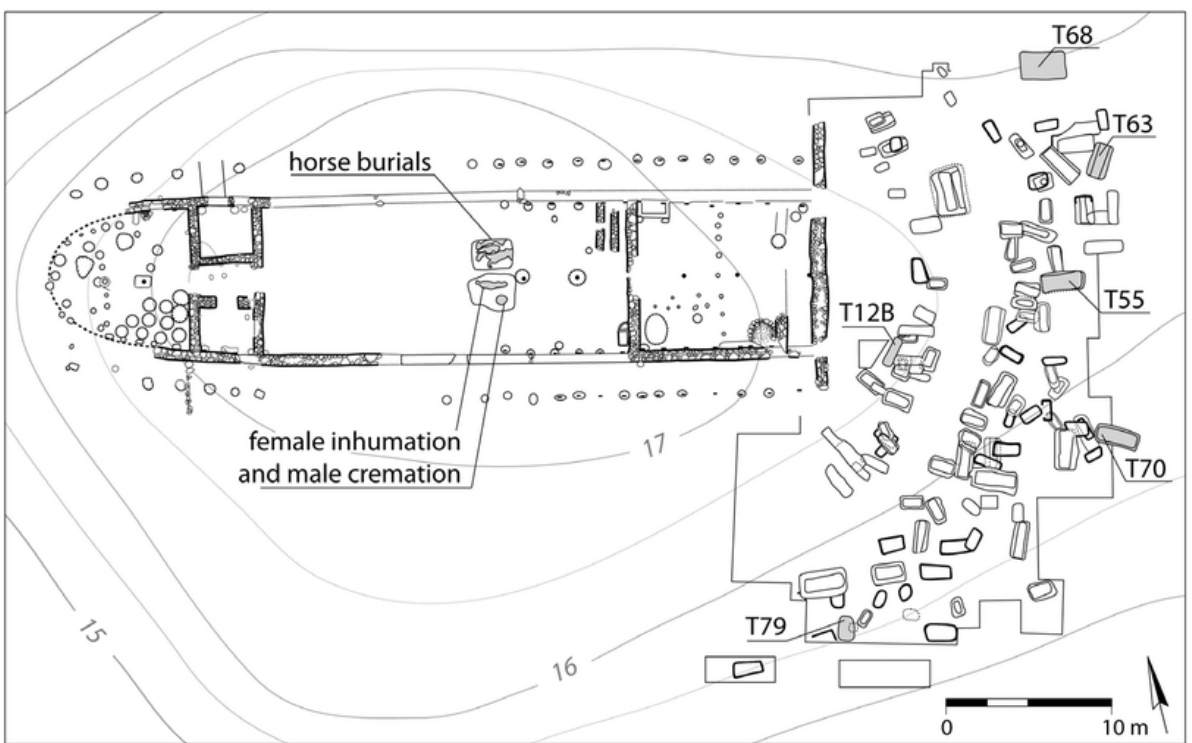 T68
T63
horse burials
T55
T12B
female inhumation
and male cremation
17
T70
15
T79
16
0
10 m